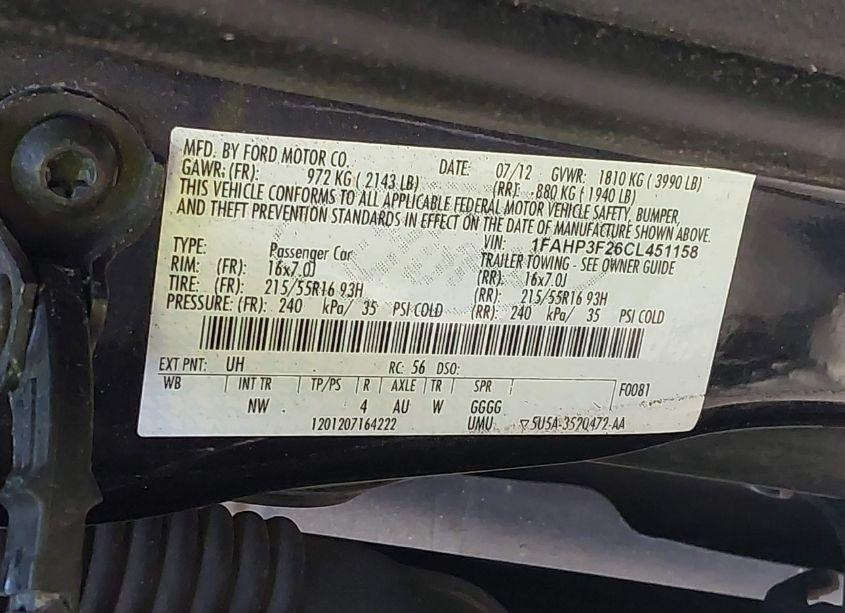 MFD. BY FORD MOTOR CO. DATE: 07/12 GVWR: 1810 KG ( 3990 LB)
GAWR: (FR): 972 KG ( 2143 LB) (RR): 880 KG ( 1940 LB)
THIS VEHICLE CONFORMS TO ALL APPLICABLE FEDERAL MOTOR VEHICLE SAFETY, BUMPER,
AND THEFT PREVENTION STANDARDS IN EFFECT ON THE DATE OF MANUFACTURE SHOWN ABOVE.
VIN: 1FAHP3F26CL451158
TYPE: Passenger Car TRAILER TOWING - SEE OWNER GUIDE
RIM: (FR): 16x7.0J (RR): 16x7.0J
TIRE: (FR): 215/55R16 93H (RR): 215/55R16 93H
PRESSURE: (FR): 240 kPa/ 35 PSI COLD (RR): 240 kPa/ 35 PSI COLD
EXT PNT: UH RC: 56 DSO:
WB INT TR TP/PS R AXLE TR SPR F0081
NW 4 AU W GGGG
1201207164222 UMU ▽5U5A-3520472-AA